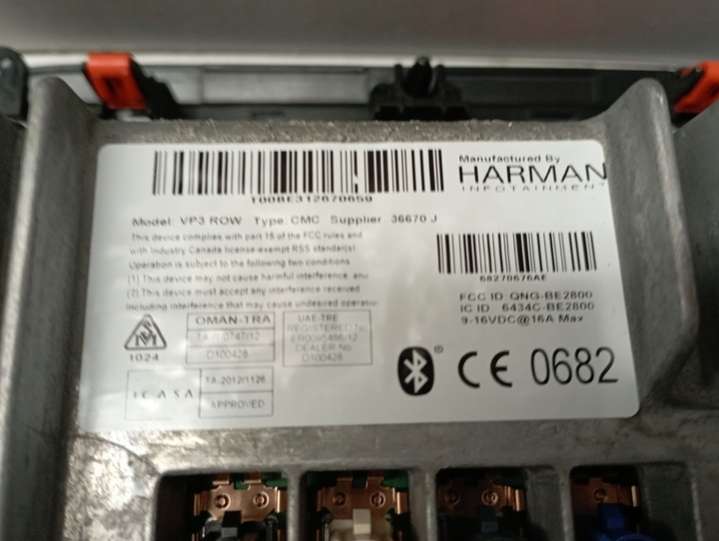 Manufactured By
HARMAN
INFOTAINMENT
T00BE312670659
Model: VP3 ROW Type: CMC Supplier: 36670 J
This device complies with part 15 of the FCC rules and
with Industry Canada license-exempt RSS standard(s).
Operation is subject to the following two conditions:
(1) This device may not cause harmful interference, and
(2) This device must accept any interference received
including interference that may cause undesired operation
68270676AE
FCC ID: QNG-BE2800
IC ID: 6434C-BE2800
9-16VDC@16A Max
1024
OMAN-TRA
D100428
UAE-TRE
REGISTERED No
DEALER No
D100428
ICASA
TA-2012/1126
APPROVED
CE 0682